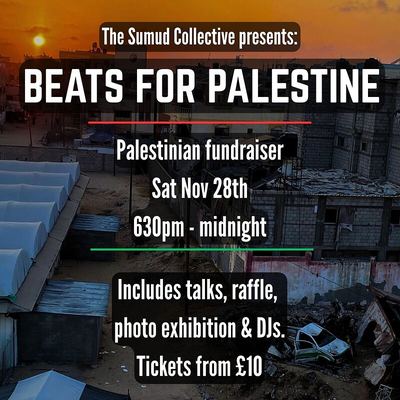 The Sumud Collective presents:
BEATS FOR PALESTINE
Palestinian fundraiser
Sat Nov 28th
630pm - midnight
Includes talks, raffle,
photo exhibition & DJs.
Tickets from £10